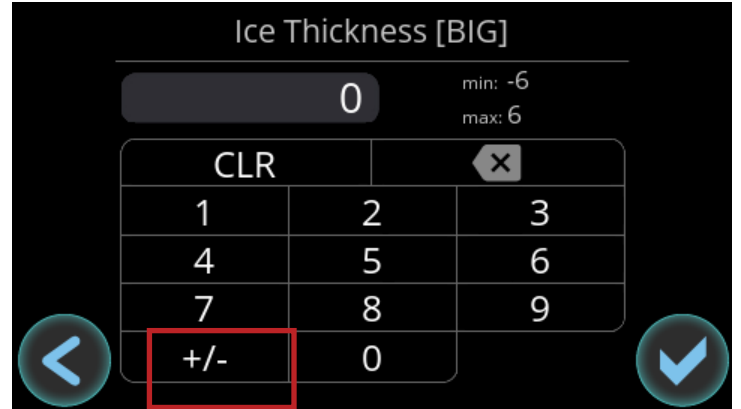 Ice Thickness [BIG]
0 min: -6
max: 6
CLR
1 2 3
4 5 6
7 8 9
+/- 0